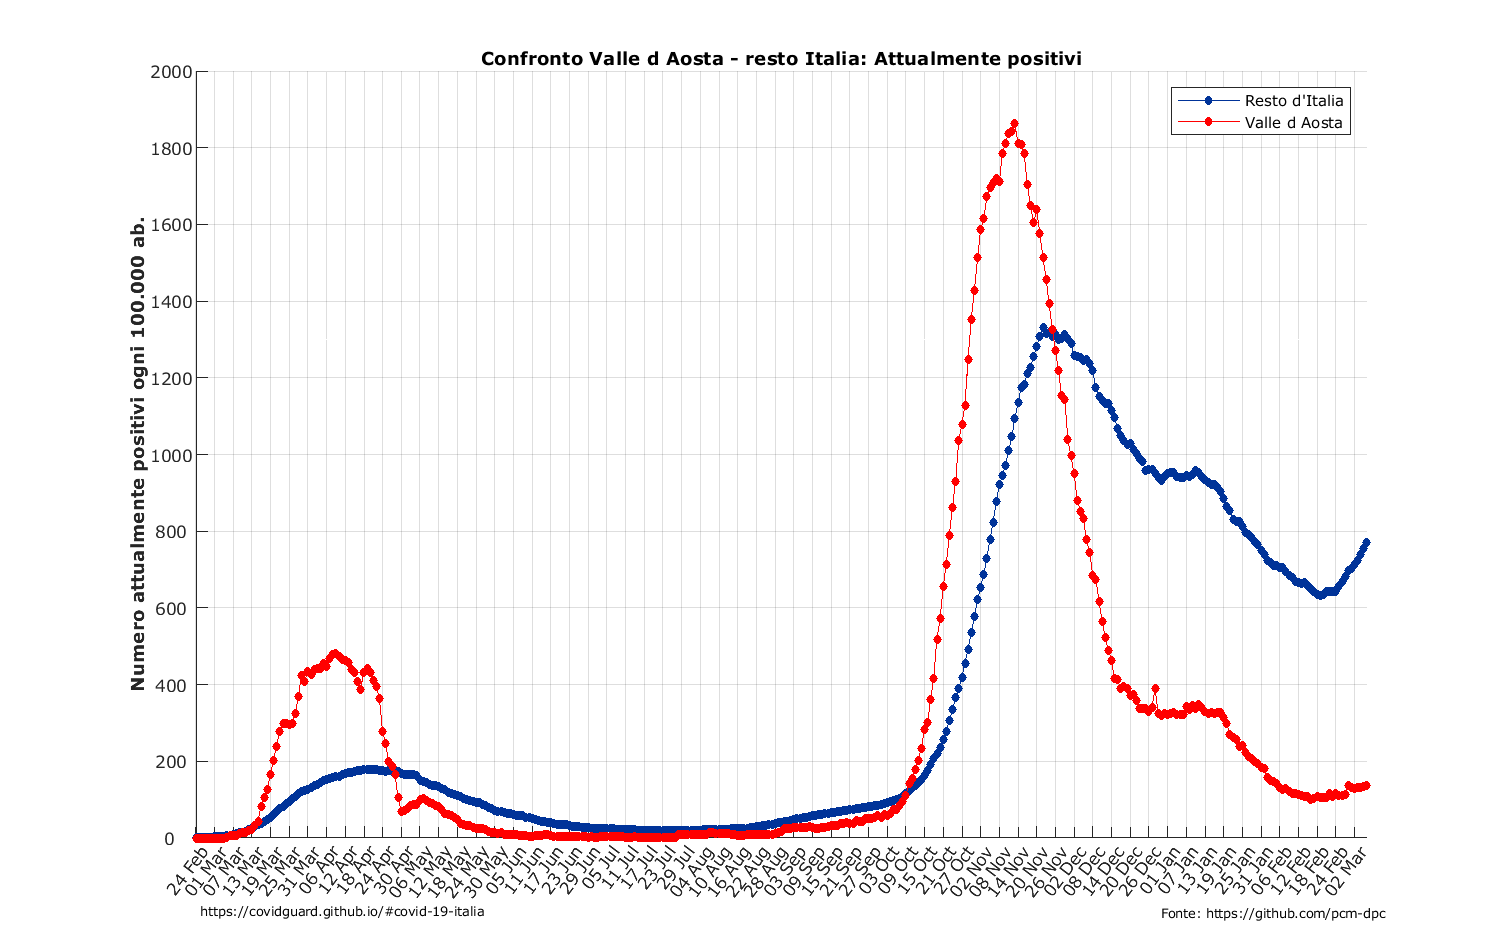 Confronto Valle d Aosta - resto Italia: Attualmente positivi
Resto d'Italia
Valle d Aosta
Numero attualmente positivi ogni 100.000 ab.
2000
1800
1600
1400
1200
1000
800
600
400
200
0
24 Feb
01 Mar
07 Mar
13 Mar
19 Mar
25 Mar
31 Mar
06 Apr
12 Apr
18 Apr
24 Apr
30 Apr
06 May
12 May
18 May
24 May
30 May
05 Jun
11 Jun
17 Jun
23 Jun
29 Jun
05 Jul
11 Jul
17 Jul
23 Jul
29 Jul
04 Aug
10 Aug
16 Aug
22 Aug
28 Aug
03 Sep
09 Sep
15 Sep
21 Sep
27 Sep
03 Oct
09 Oct
15 Oct
21 Oct
27 Oct
02 Nov
08 Nov
14 Nov
20 Nov
26 Nov
02 Dec
08 Dec
14 Dec
20 Dec
26 Dec
01 Jan
07 Jan
13 Jan
19 Jan
25 Jan
31 Jan
06 Feb
12 Feb
18 Feb
24 Feb
02 Mar
https://covidguard.github.io/#covid-19-italia
Fonte: https://github.com/pcm-dpc